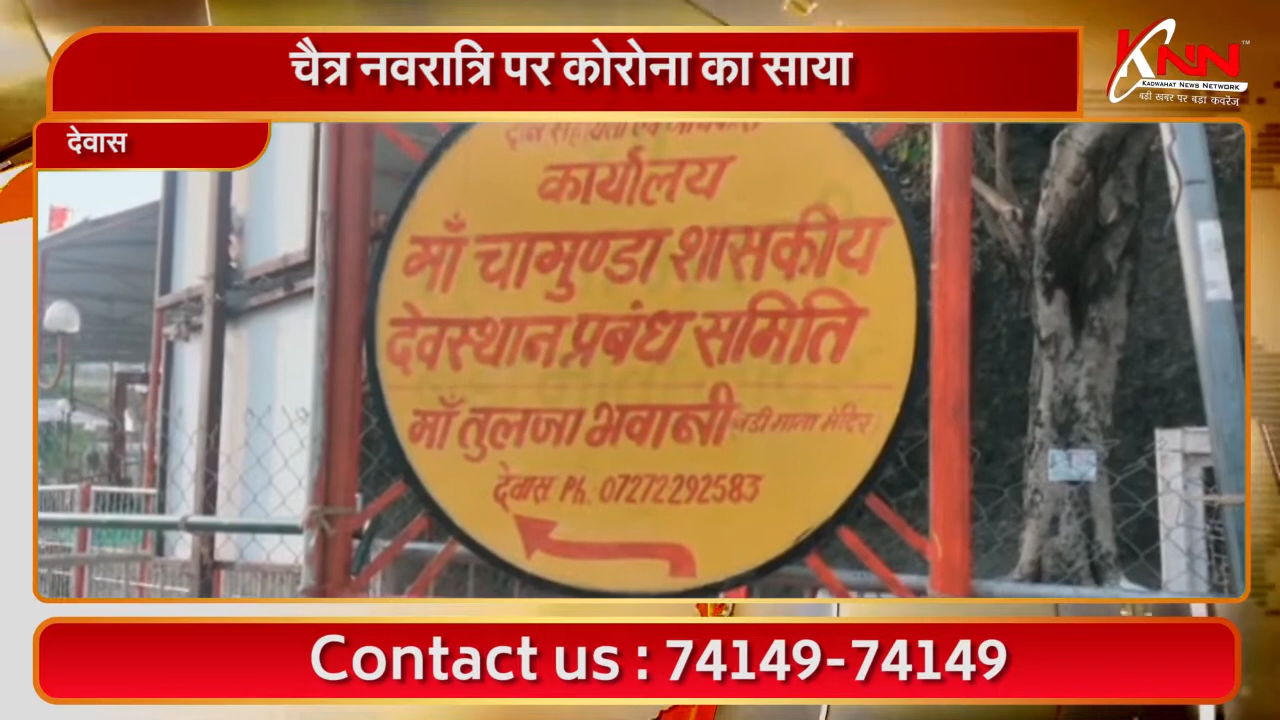 चैत्र नवरात्रि पर कोरोना का साया
KNN
TM
KADWAHAT NEWS NETWORK
बड़ी खबर पर बड़ा कवरेज
देवास
कार्यालय
माँ चामुण्डा शासकीय
देवस्थान प्रबंध समिति
माँ तुलजा भवानी (बडी माता मंदिर)
देवास Ph. 07272292583
Contact us : 74149-74149